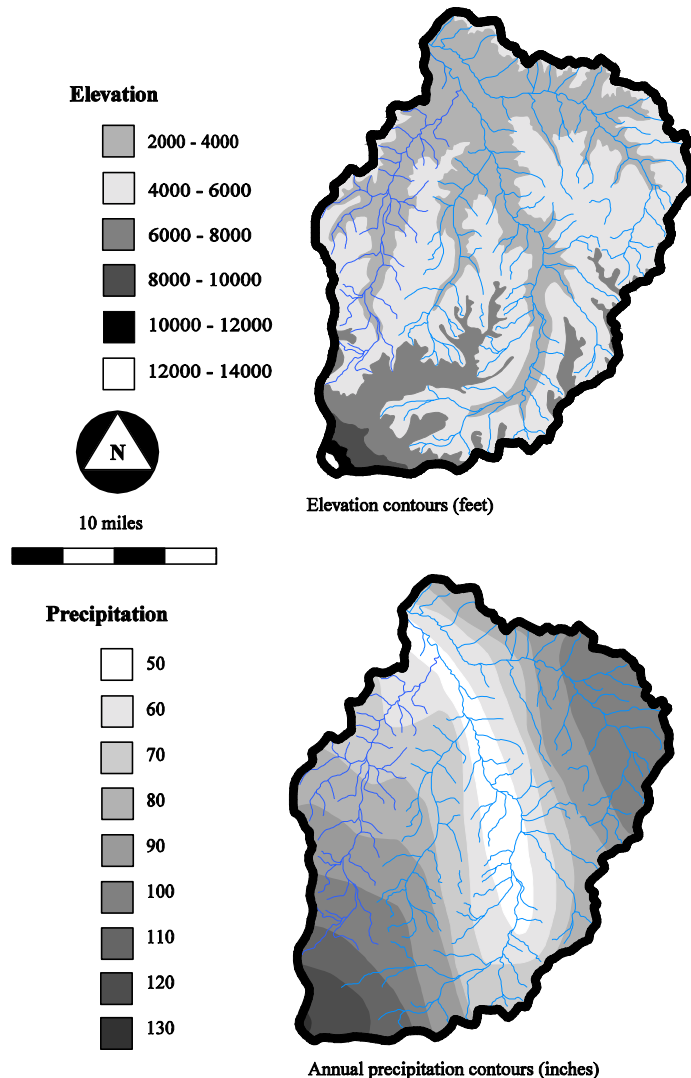 Elevation
2000 - 4000
4000 - 6000
6000 - 8000
8000 - 10000
10000 - 12000
12000 - 14000
N
10 miles
Elevation contours (feet)
Precipitation
50
60
70
80
90
100
110
120
130
Annual precipitation contours (inches)